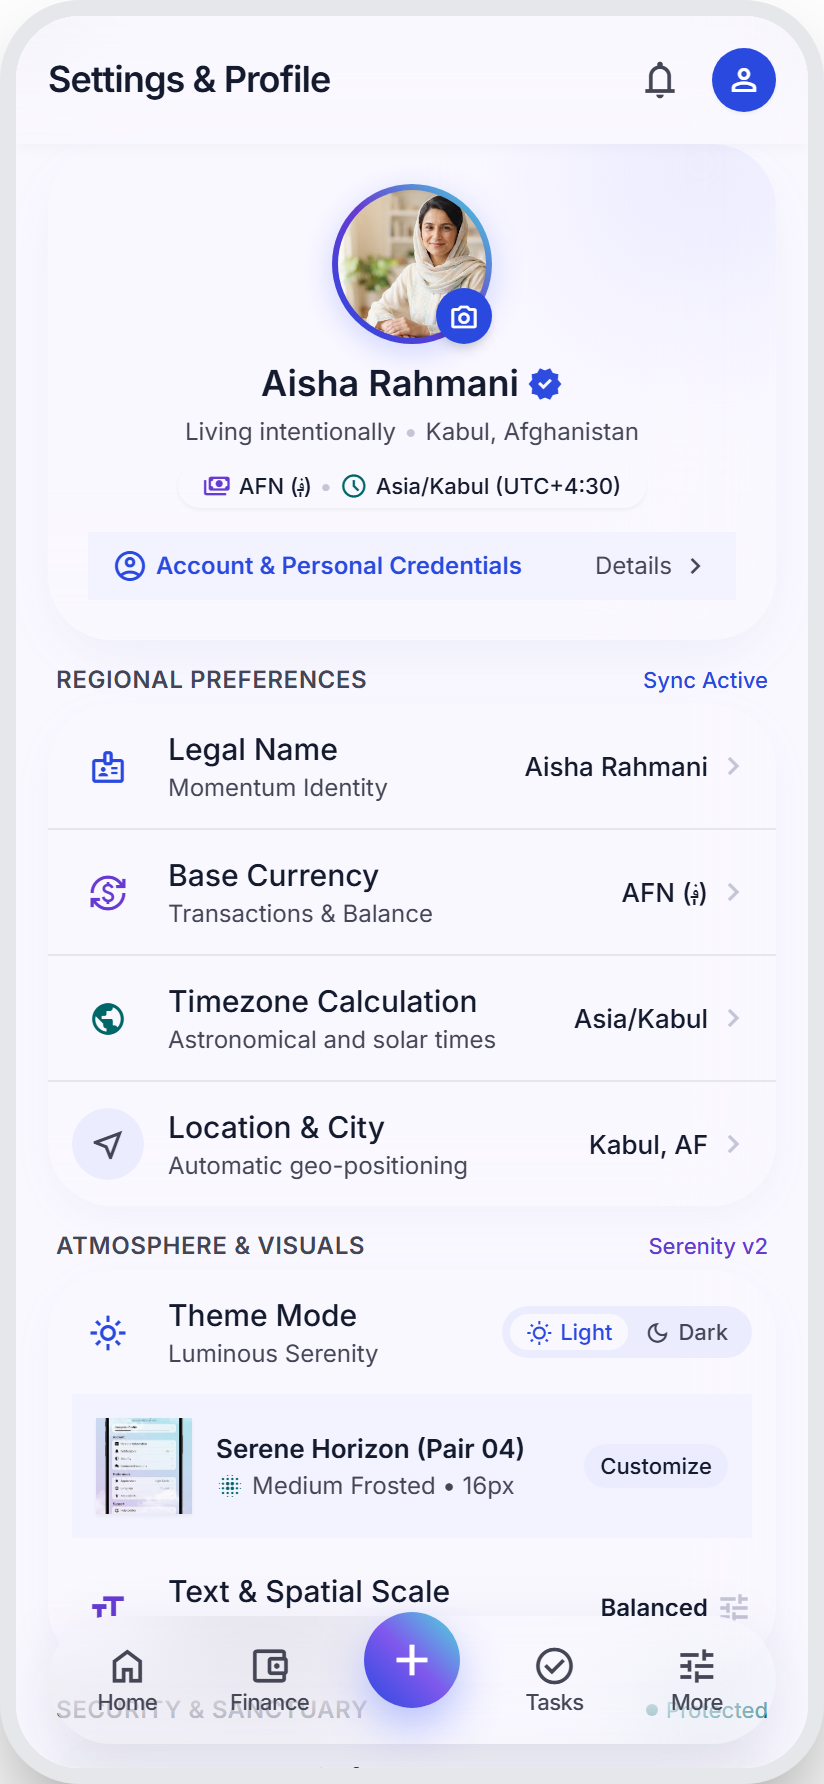 Settings & Profile
Aisha Rahmani
Living intentionally • Kabul, Afghanistan
AFN (؋) • Asia/Kabul (UTC+4:30)
Account & Personal Credentials Details
REGIONAL PREFERENCES Sync Active
Legal Name
Momentum Identity
Aisha Rahmani
Base Currency
Transactions & Balance
AFN (؋)
Timezone Calculation
Astronomical and solar times
Asia/Kabul
Location & City
Automatic geo-positioning
Kabul, AF
ATMOSPHERE & VISUALS Serenity v2
Theme Mode
Luminous Serenity
Light Dark
Serene Horizon (Pair 04)
Medium Frosted • 16px
Customize
Text & Spatial Scale
Balanced
SECURITY & SANCTUARY Protected
Home Finance Tasks More